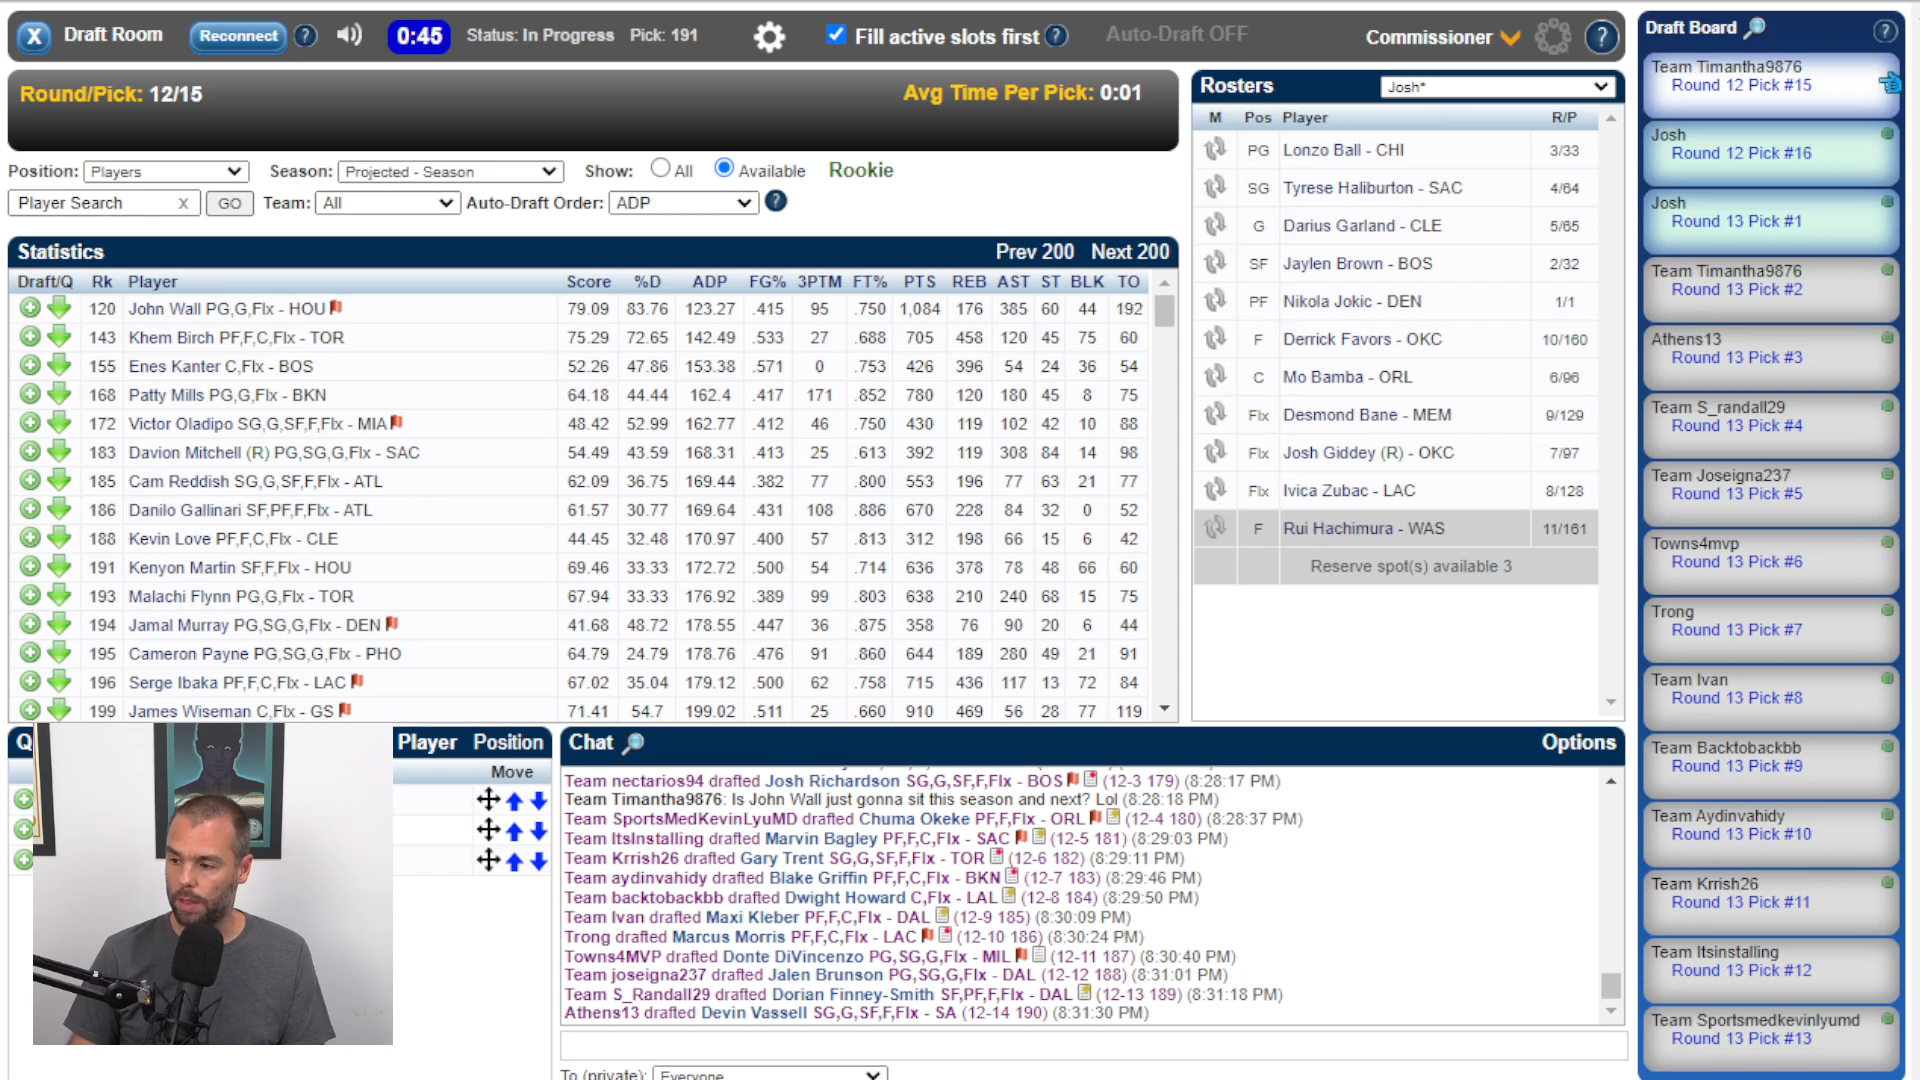 X Draft Room Reconnect ? 0:45 Status: In Progress Pick: 191 Fill active slots first ? Auto-Draft OFF Commissioner ?
Round/Pick: 12/15 Avg Time Per Pick: 0:01
Position: Players Season: Projected - Season Show: All Available Rookie
Player Search X GO Team: All Auto-Draft Order: ADP ?
Statistics Prev 200 Next 200
Draft/Q Rk Player Score %D ADP FG% 3PTM FT% PTS REB AST ST BLK TO
120 John Wall PG,G,Flx - HOU 79.09 83.76 123.27 .415 95 .750 1,084 176 385 60 44 192
143 Khem Birch PF,F,C,Flx - TOR 75.29 72.65 142.49 .533 27 .688 705 458 120 45 75 60
155 Enes Kanter C,Flx - BOS 52.26 47.86 153.38 .571 0 .753 426 396 54 24 36 54
168 Patty Mills PG,G,Flx - BKN 64.18 44.44 162.4 .417 171 .852 780 120 180 45 8 75
172 Victor Oladipo SG,G,SF,F,Flx - MIA 48.42 52.99 162.77 .412 46 .750 430 119 102 42 10 88
183 Davion Mitchell (R) PG,SG,G,Flx - SAC 54.49 43.59 168.31 .413 25 .613 392 119 308 84 14 98
185 Cam Reddish SG,G,SF,F,Flx - ATL 62.09 36.75 169.44 .382 77 .800 553 196 77 63 21 77
186 Danilo Gallinari SF,PF,F,Flx - ATL 61.57 30.77 169.64 .431 108 .886 670 228 84 32 0 52
188 Kevin Love PF,F,C,Flx - CLE 44.45 32.48 170.97 .400 57 .813 312 198 66 15 6 42
191 Kenyon Martin SF,F,Flx - HOU 69.46 33.33 172.72 .500 54 .714 636 378 78 48 66 60
193 Malachi Flynn PG,G,Flx - TOR 67.94 33.33 176.92 .389 99 .803 638 210 240 68 15 75
194 Jamal Murray PG,SG,G,Flx - DEN 41.68 48.72 178.55 .447 36 .875 358 76 90 20 6 44
195 Cameron Payne PG,SG,G,Flx - PHO 64.79 24.79 178.76 .476 91 .860 644 189 280 49 21 91
196 Serge Ibaka PF,F,C,Flx - LAC 67.02 35.04 179.12 .500 62 .758 715 436 117 13 72 84
199 James Wiseman C,Flx - GS 71.41 54.7 199.02 .511 25 .660 910 469 56 28 77 119
Rosters Josh*
M Pos Player R/P
PG Lonzo Ball - CHI 3/33
SG Tyrese Haliburton - SAC 4/64
G Darius Garland - CLE 5/65
SF Jaylen Brown - BOS 2/32
PF Nikola Jokic - DEN 1/1
F Derrick Favors - OKC 10/160
C Mo Bamba - ORL 6/96
Flx Desmond Bane - MEM 9/129
Flx Josh Giddey (R) - OKC 7/97
Flx Ivica Zubac - LAC 8/128
F Rui Hachimura - WAS 11/161
Reserve spot(s) available 3
Q Player Position
Move
Chat Options
Team nectarios94 drafted Josh Richardson SG,G,SF,F,Flx - BOS (12-3 179) (8:28:17 PM)
Team Timantha9876: Is John Wall just gonna sit this season and next? Lol (8:28:18 PM)
Team SportsMedKevinLyuMD drafted Chuma Okeke PF,F,Flx - ORL (12-4 180) (8:28:37 PM)
Team ItsInstalling drafted Marvin Bagley PF,F,C,Flx - SAC (12-5 181) (8:29:03 PM)
Team Krrish26 drafted Gary Trent SG,G,SF,F,Flx - TOR (12-6 182) (8:29:11 PM)
Team aydinvahidy drafted Blake Griffin PF,F,C,Flx - BKN (12-7 183) (8:29:46 PM)
Team backtobackbb drafted Dwight Howard C,Flx - LAL (12-8 184) (8:29:50 PM)
Team Ivan drafted Maxi Kleber PF,F,C,Flx - DAL (12-9 185) (8:30:09 PM)
Trong drafted Marcus Morris PF,F,C,Flx - LAC (12-10 186) (8:30:24 PM)
Towns4MVP drafted Donte DiVincenzo PG,SG,G,Flx - MIL (12-11 187) (8:30:40 PM)
Team joseigna237 drafted Jalen Brunson PG,SG,G,Flx - DAL (12-12 188) (8:31:01 PM)
Team S_Randall29 drafted Dorian Finney-Smith SF,PF,F,Flx - DAL (12-13 189) (8:31:18 PM)
Athens13 drafted Devin Vassell SG,G,SF,F,Flx - SA (12-14 190) (8:31:30 PM)
To (private): Everyone
Draft Board ?
Team Timantha9876
Round 12 Pick #15
Josh
Round 12 Pick #16
Josh
Round 13 Pick #1
Team Timantha9876
Round 13 Pick #2
Athens13
Round 13 Pick #3
Team S_randall29
Round 13 Pick #4
Team Joseigna237
Round 13 Pick #5
Towns4mvp
Round 13 Pick #6
Trong
Round 13 Pick #7
Team Ivan
Round 13 Pick #8
Team Backtobackbb
Round 13 Pick #9
Team Aydinvahidy
Round 13 Pick #10
Team Krrish26
Round 13 Pick #11
Team Itsinstalling
Round 13 Pick #12
Team Sportsmedkevinlyumd
Round 13 Pick #13